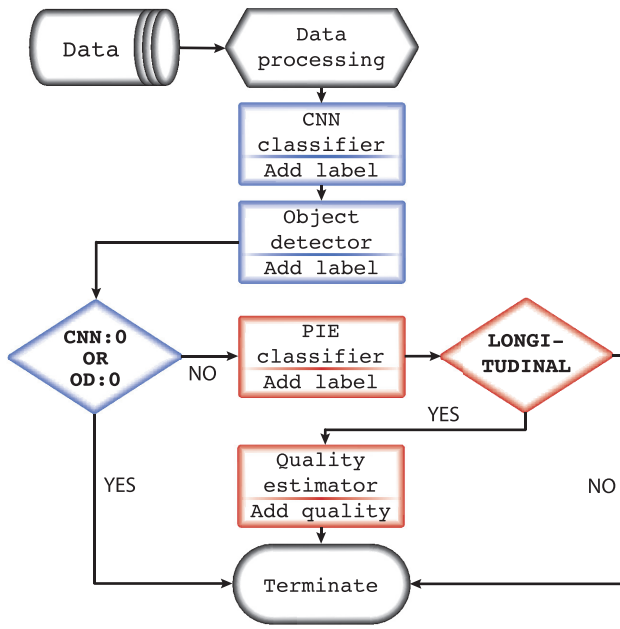 Data
Data
processing
CNN
classifier
Add label
Object
detector
Add label
CNN:0
OR
OD:0
NO
PIE
classifier
Add label
LONGI-
TUDINAL
YES
Quality
estimator
Add quality
YES
NO
Terminate